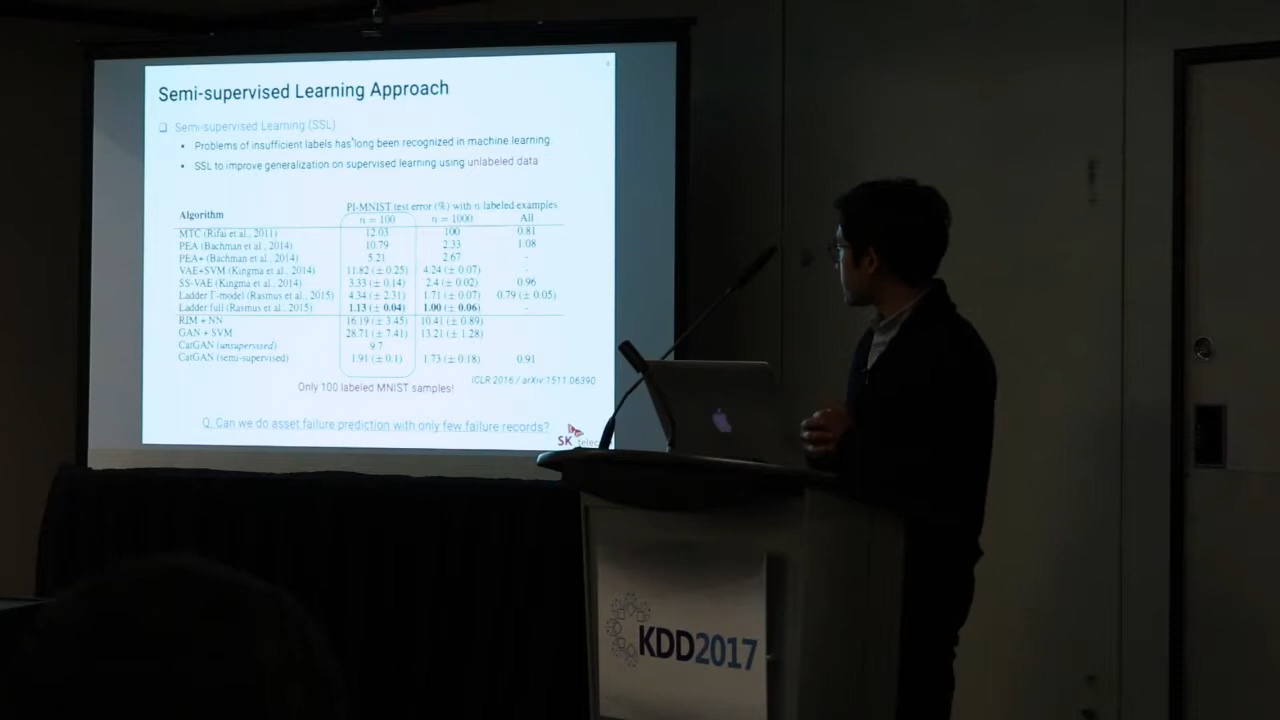 4
Semi-supervised Learning Approach
Semi-supervised Learning (SSL)
Problems of insufficient labels has long been recognized in machine learning
SSL to improve generalization on supervised learning using unlabeled data
PI-MNIST test error (%) with n labeled examples
Algorithm n = 100 n = 1000 All
MTC (Rifai et al., 2011) 12.03 100 0.81
PEA (Bachman et al., 2014) 10.79 2.33 1.08
PEA+ (Bachman et al., 2014) 5.21 2.67 -
VAE+SVM (Kingma et al., 2014) 11.82 (± 0.25) 4.24 (± 0.07) -
SS-VAE (Kingma et al., 2014) 3.33 (± 0.14) 2.4 (± 0.02) 0.96
Ladder Γ-model (Rasmus et al., 2015) 4.34 (± 2.31) 1.71 (± 0.07) 0.79 (± 0.05)
Ladder full (Rasmus et al., 2015) 1.13 (± 0.04) 1.00 (± 0.06) -
RIM + NN 16.19 (± 3.45) 10.41 (± 0.89)
GAN + SVM 28.71 (± 7.41) 13.21 (± 1.28)
CatGAN (unsupervised) 9.7
CatGAN (semi-supervised) 1.91 (± 0.1) 1.73 (± 0.18) 0.91
ICLR 2016 / arXiv:1511.06390
Only 100 labeled MNIST samples!
Q. Can we do asset failure prediction with only few failure records?
SK telec
KDD2017